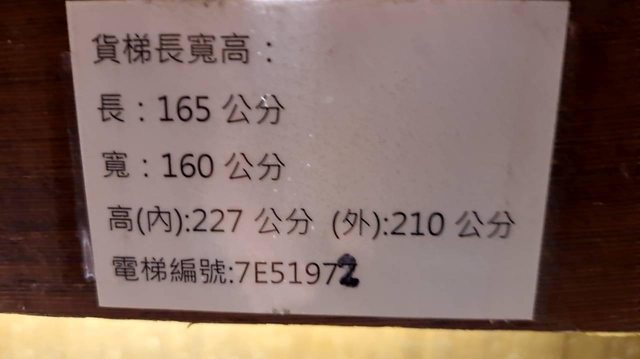 貨梯長寬高：
長：165 公分
寬：160 公分
高(內):227 公分 (外):210 公分
電梯編號:7E51972